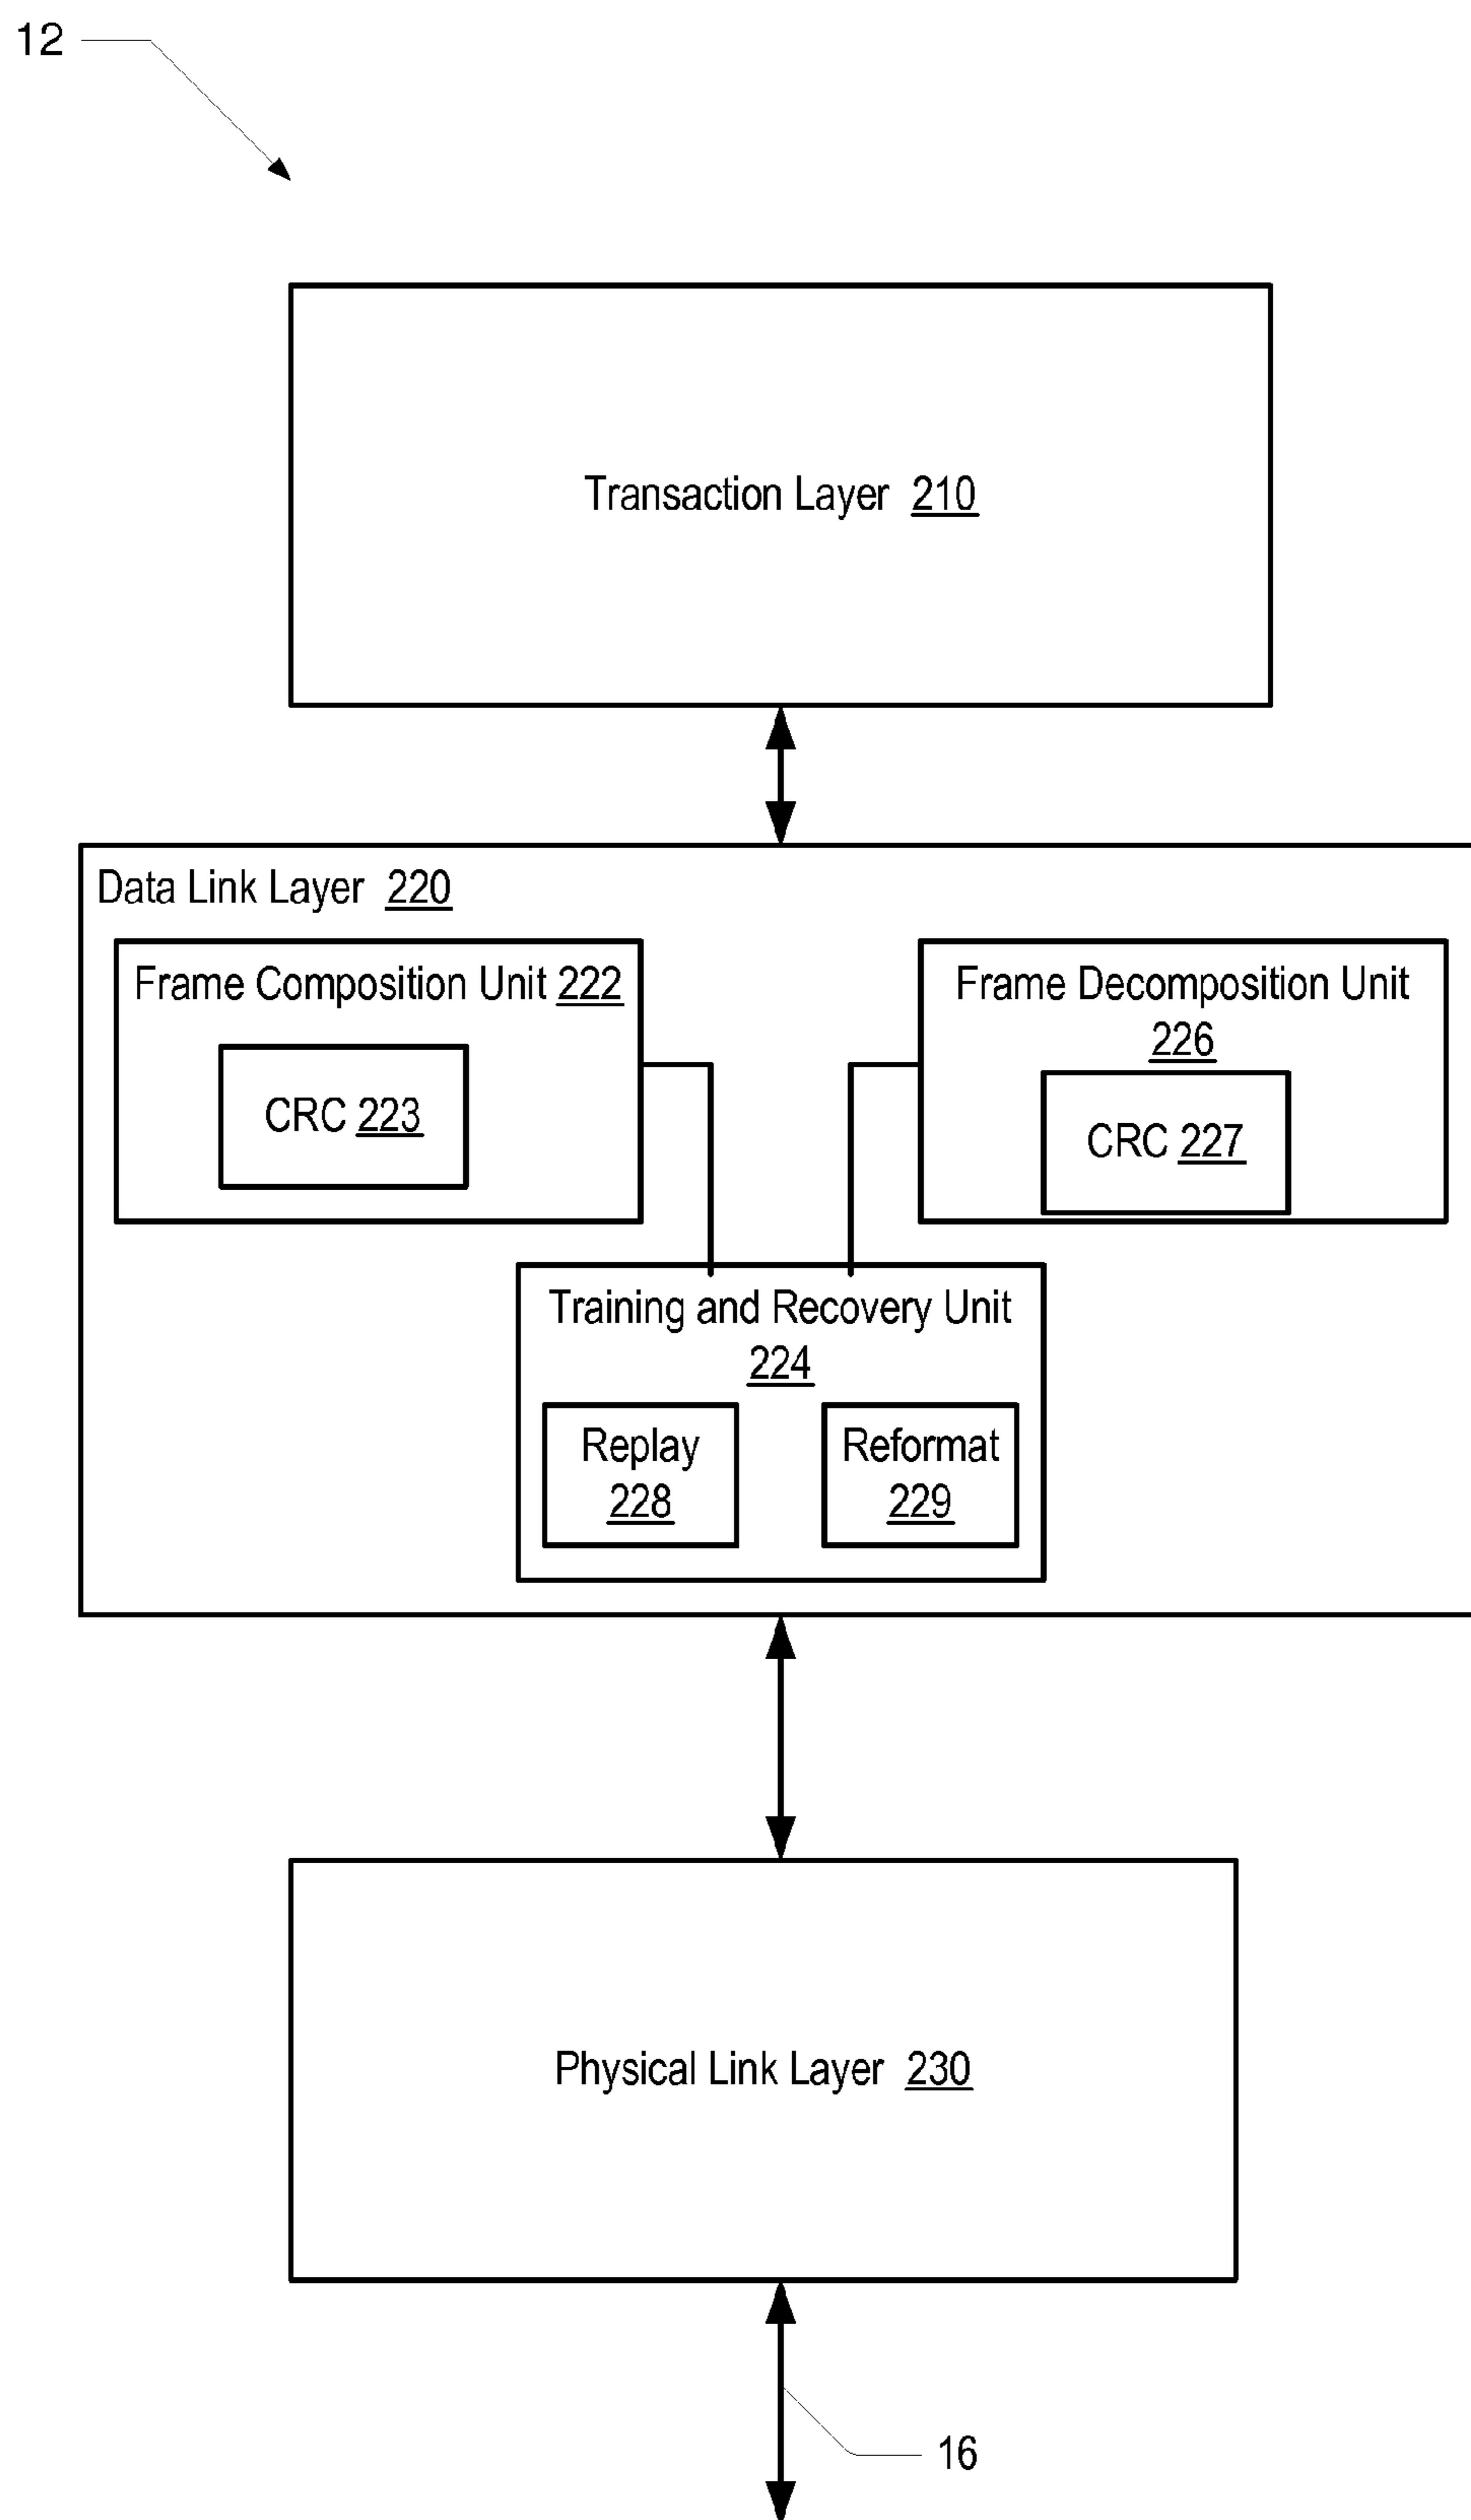 12
Transaction Layer 210
Data Link Layer 220
Frame Composition Unit 222
CRC 223
Frame Decomposition Unit
226
CRC 227
Training and Recovery Unit
224
Replay
228
Reformat
229
Physical Link Layer 230
16